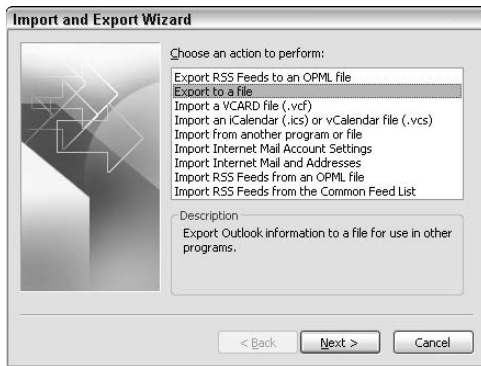 Import and Export Wizard
Choose an action to perform:
Export RSS Feeds to an OPML file
Export to a file
Import a VCARD file (.vcf)
Import an iCalendar (.ics) or vCalendar file (.vcs)
Import from another program or file
Import Internet Mail Account Settings
Import Internet Mail and Addresses
Import RSS Feeds from an OPML file
Import RSS Feeds from the Common Feed List
Description
Export Outlook information to a file for use in other
programs.
< Back Next > Cancel